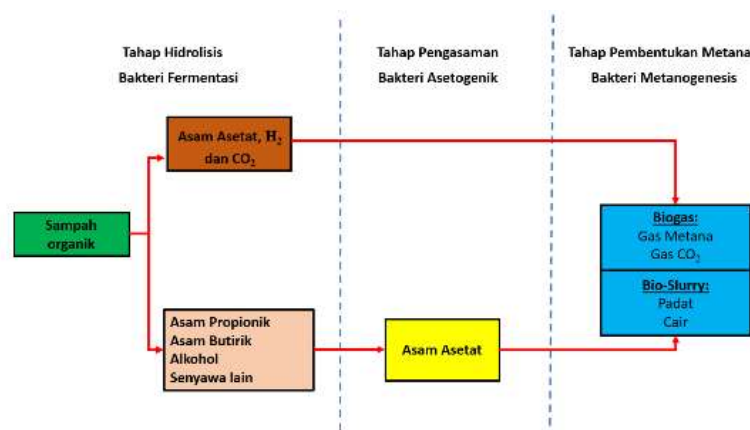 Tahap Hidrolisis
Bakteri Fermentasi
Tahap Pengasaman
Bakteri Asetogenik
Tahap Pembentukan Metana
Bakteri Metanogenesis
Asam Asetat, H₂
dan CO₂
Sampah
organik
Biogas:
Gas Metana
Gas CO₂
Bio-Slurry:
Padat
Cair
Asam Propionik
Asam Butirik
Alkohol
Senyawa lain
Asam Asetat